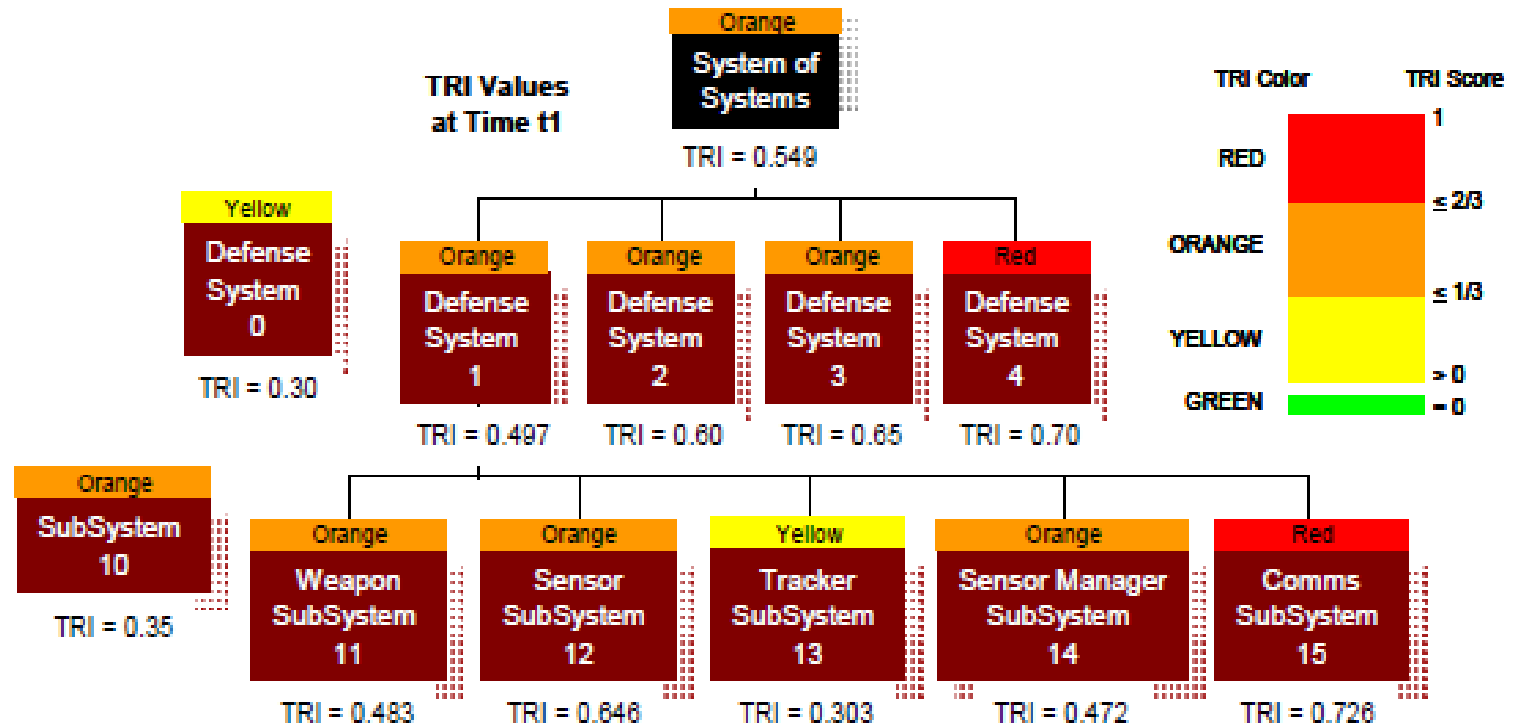 Orange
System of
Systems
TRI = 0.549
TRI Values
at Time t1
TRI Color
TRI Score
1
RED
≤ 2/3
ORANGE
≤ 1/3
YELLOW
> 0
GREEN
= 0
Yellow
Defense
System
0
TRI = 0.30
Orange
Defense
System
1
TRI = 0.497
Orange
Defense
System
2
TRI = 0.60
Orange
Defense
System
3
TRI = 0.65
Red
Defense
System
4
TRI = 0.70
Orange
SubSystem
10
TRI = 0.35
Orange
Weapon
SubSystem
11
TRI = 0.483
Orange
Sensor
SubSystem
12
TRI = 0.646
Yellow
Tracker
SubSystem
13
TRI = 0.303
Orange
Sensor Manager
SubSystem
14
TRI = 0.472
Red
Comms
SubSystem
15
TRI = 0.726